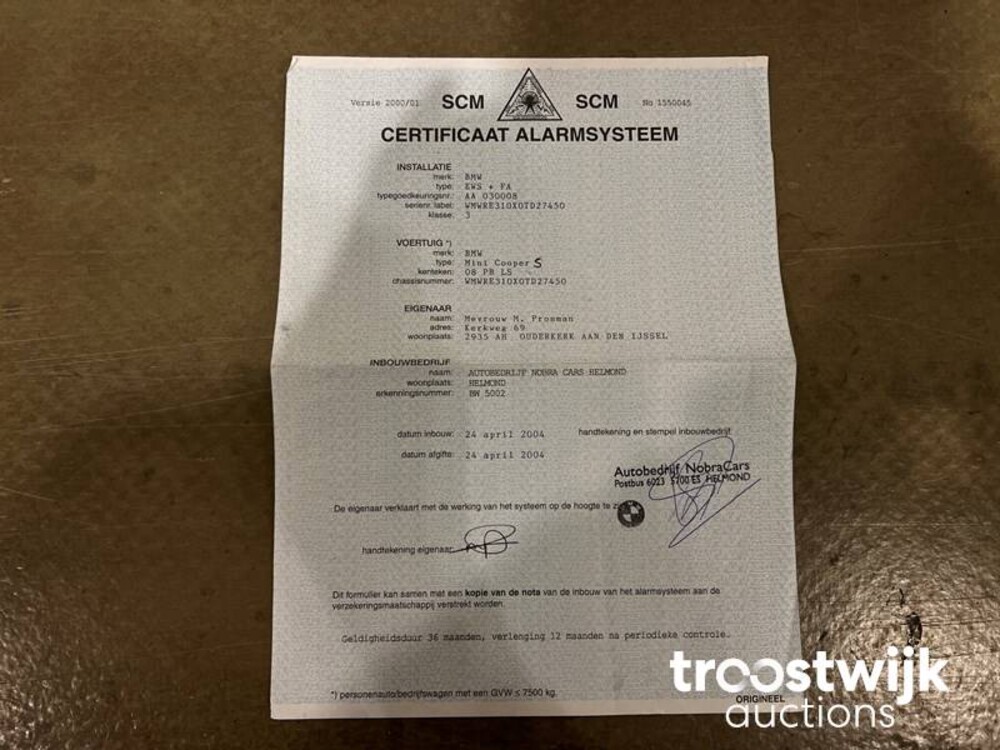 Versie 2000/01 SCM SCM No 1550045
CERTIFICAAT ALARMSYSTEEM
INSTALLATIE
merk: BMW
type: EWS + FA
typegoedkeuringsnr.: AA 030008
serienr. label: WMWRE310X0TD27450
klasse: 3
VOERTUIG *)
merk: BMW
type: Mini Cooper S
kenteken: 08 PB LS
chassisnummer: WMWRE310X0TD27450
EIGENAAR
naam: Mevrouw M. Prosman
adres: Kerkweg 69
woonplaats: 2935 AH OUDERKERK AAN DEN IJSSEL
INBOUWBEDRIJF
naam: AUTOBEDRIJF NOBRA CARS HELMOND
woonplaats: HELMOND
erkenningsnummer: BW 5002
datum inbouw: 24 april 2004 handtekening en stempel inbouwbedrijf:
datum afgifte: 24 april 2004
Autobedrijf NobraCars
Postbus 6023 5700 ES HELMOND
De eigenaar verklaart met de werking van het systeem op de hoogte te
handtekening eigenaar:
Dit formulier kan samen met een kopie van de nota van de inbouw van het alarmsysteem aan de
verzekeringsmaatschappij verstrekt worden.
Geldigheidsduur 36 maanden, verlenging 12 maanden na periodieke controle.
*) personenauto/bedrijfswagen met een GVW ≤ 7500 kg.
ORIGINEEL
troostwijk
auctions